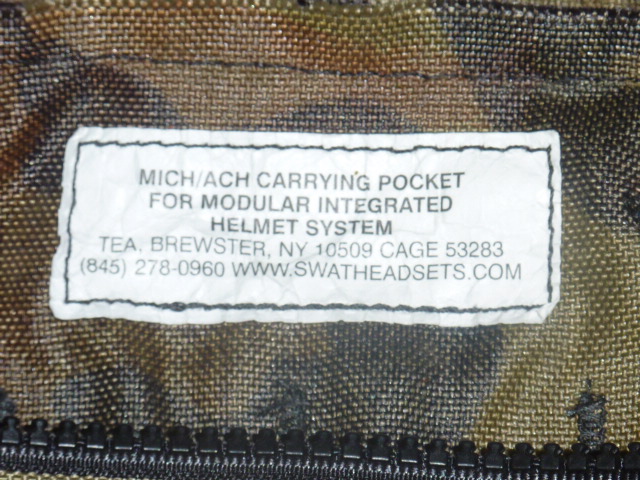 MICH/ACH CARRYING POCKET
FOR MODULAR INTEGRATED
HELMET SYSTEM
TEA, BREWSTER, NY 10509 CAGE 53283
(845) 278-0960 WWW.SWATHEADSETS.COM